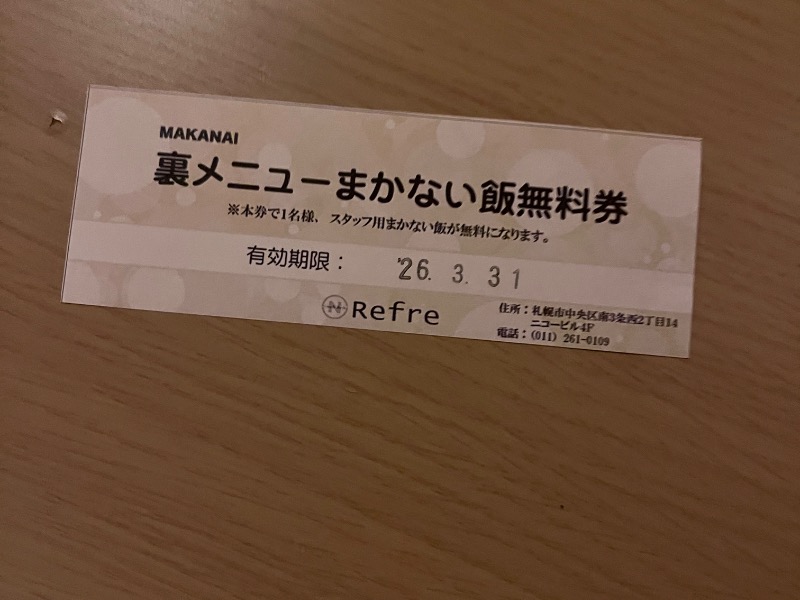 MAKANAI
裏メニューまかない飯無料券
※本券で1名様、スタッフ用まかない飯が無料になります。
有効期限： '26. 3. 31
N Refre
住所：札幌市中央区南3条西2丁目14
ニコービル4F
電話：(011) 261-0109